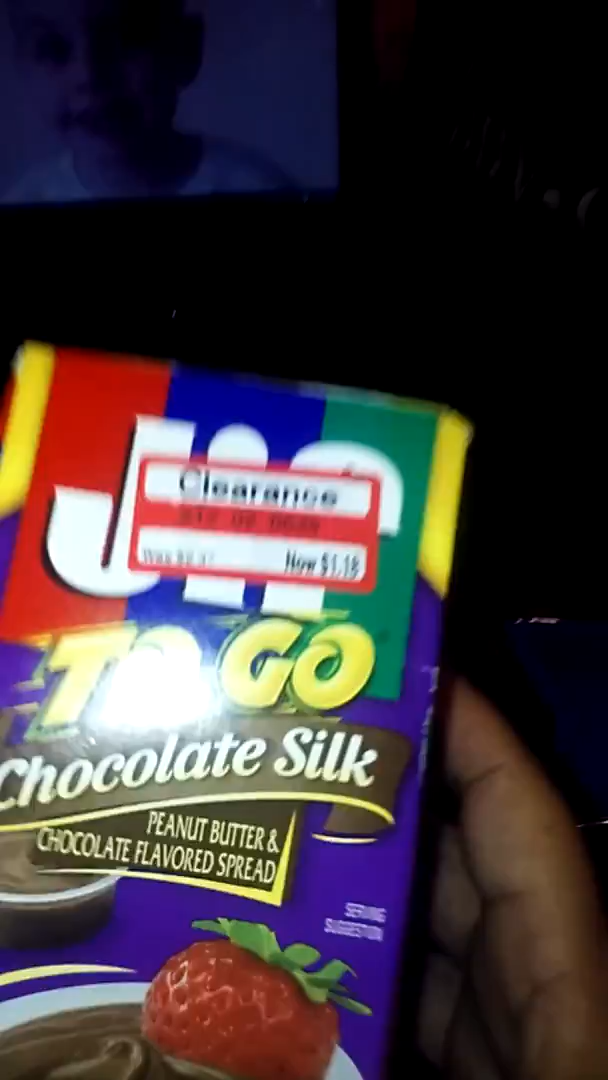 Jif
Clearance
Now $1.18
TO GO
Chocolate Silk
PEANUT BUTTER &
CHOCOLATE FLAVORED SPREAD
SERVING
SUGGESTION